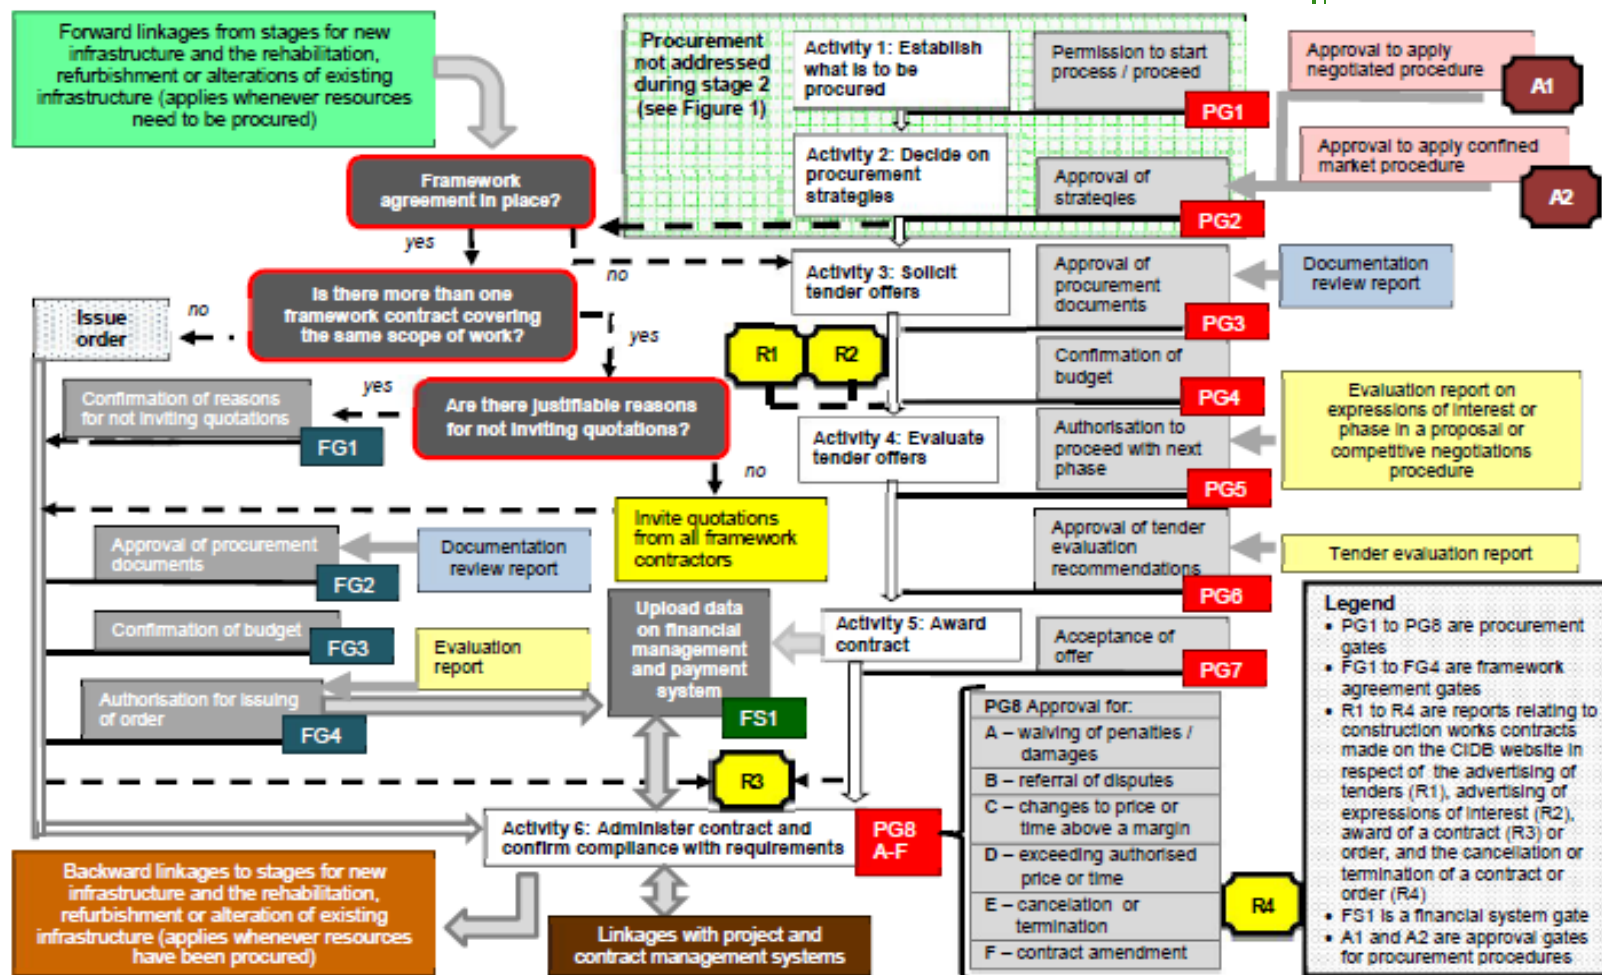 Forward linkages from stages for new
infrastructure and the rehabilitation,
refurbishment or alterations of existing
infrastructure (applies whenever resources
need to be procured)
Procurement
not addressed
during stage 2
(see Figure 1)
Activity 1: Establish
what is to be
procured
Permission to start
process / proceed
PG1
Approval to apply
negotiated procedure
A1
Activity 2: Decide on
procurement
strategies
Approval of
strategies
PG2
Approval to apply confined
market procedure
A2
Framework
agreement in place?
yes
no
Activity 3: Solicit
tender offers
Approval of
procurement
documents
PG3
Documentation
review report
Is there more than one
framework contract covering
the same scope of work?
no
yes
Issue
order
R1
R2
Confirmation of
budget
PG4
Are there justifiable reasons
for not inviting quotations?
yes
no
Confirmation of reasons
for not inviting quotations
FG1
Activity 4: Evaluate
tender offers
Authorisation to
proceed with next
phase
PG5
Evaluation report on
expressions of interest or
phase in a proposal or
competitive negotiations
procedure
Invite quotations
from all framework
contractors
Approval of procurement
documents
FG2
Documentation
review report
Approval of tender
evaluation
recommendations
PG6
Tender evaluation report
Confirmation of budget
FG3
Evaluation
report
Upload data
on financial
management
and payment
system
FS1
Activity 5: Award
contract
Acceptance of
offer
PG7
Authorisation for issuing
of order
FG4
R3
Activity 6: Administer contract and
confirm compliance with requirements
PG8
A-F
PG8 Approval for:
A – waiving of penalties /
damages
B – referral of disputes
C – changes to price or
time above a margin
D – exceeding authorised
price or time
E – cancelation or
termination
F – contract amendment
R4
Backward linkages to stages for new
infrastructure and the rehabilitation,
refurbishment or alteration of existing
infrastructure (applies whenever resources
have been procured)
Linkages with project and
contract management systems
Legend
• PG1 to PG8 are procurement
gates
• FG1 to FG4 are framework
agreement gates
• R1 to R4 are reports relating to
construction works contracts
made on the CIDB website in
respect of the advertising of
tenders (R1), advertising of
expressions of interest (R2),
award of a contract (R3) or
order, and the cancellation or
termination of a contract or
order (R4)
• FS1 is a financial system gate
• A1 and A2 are approval gates
for procurement procedures